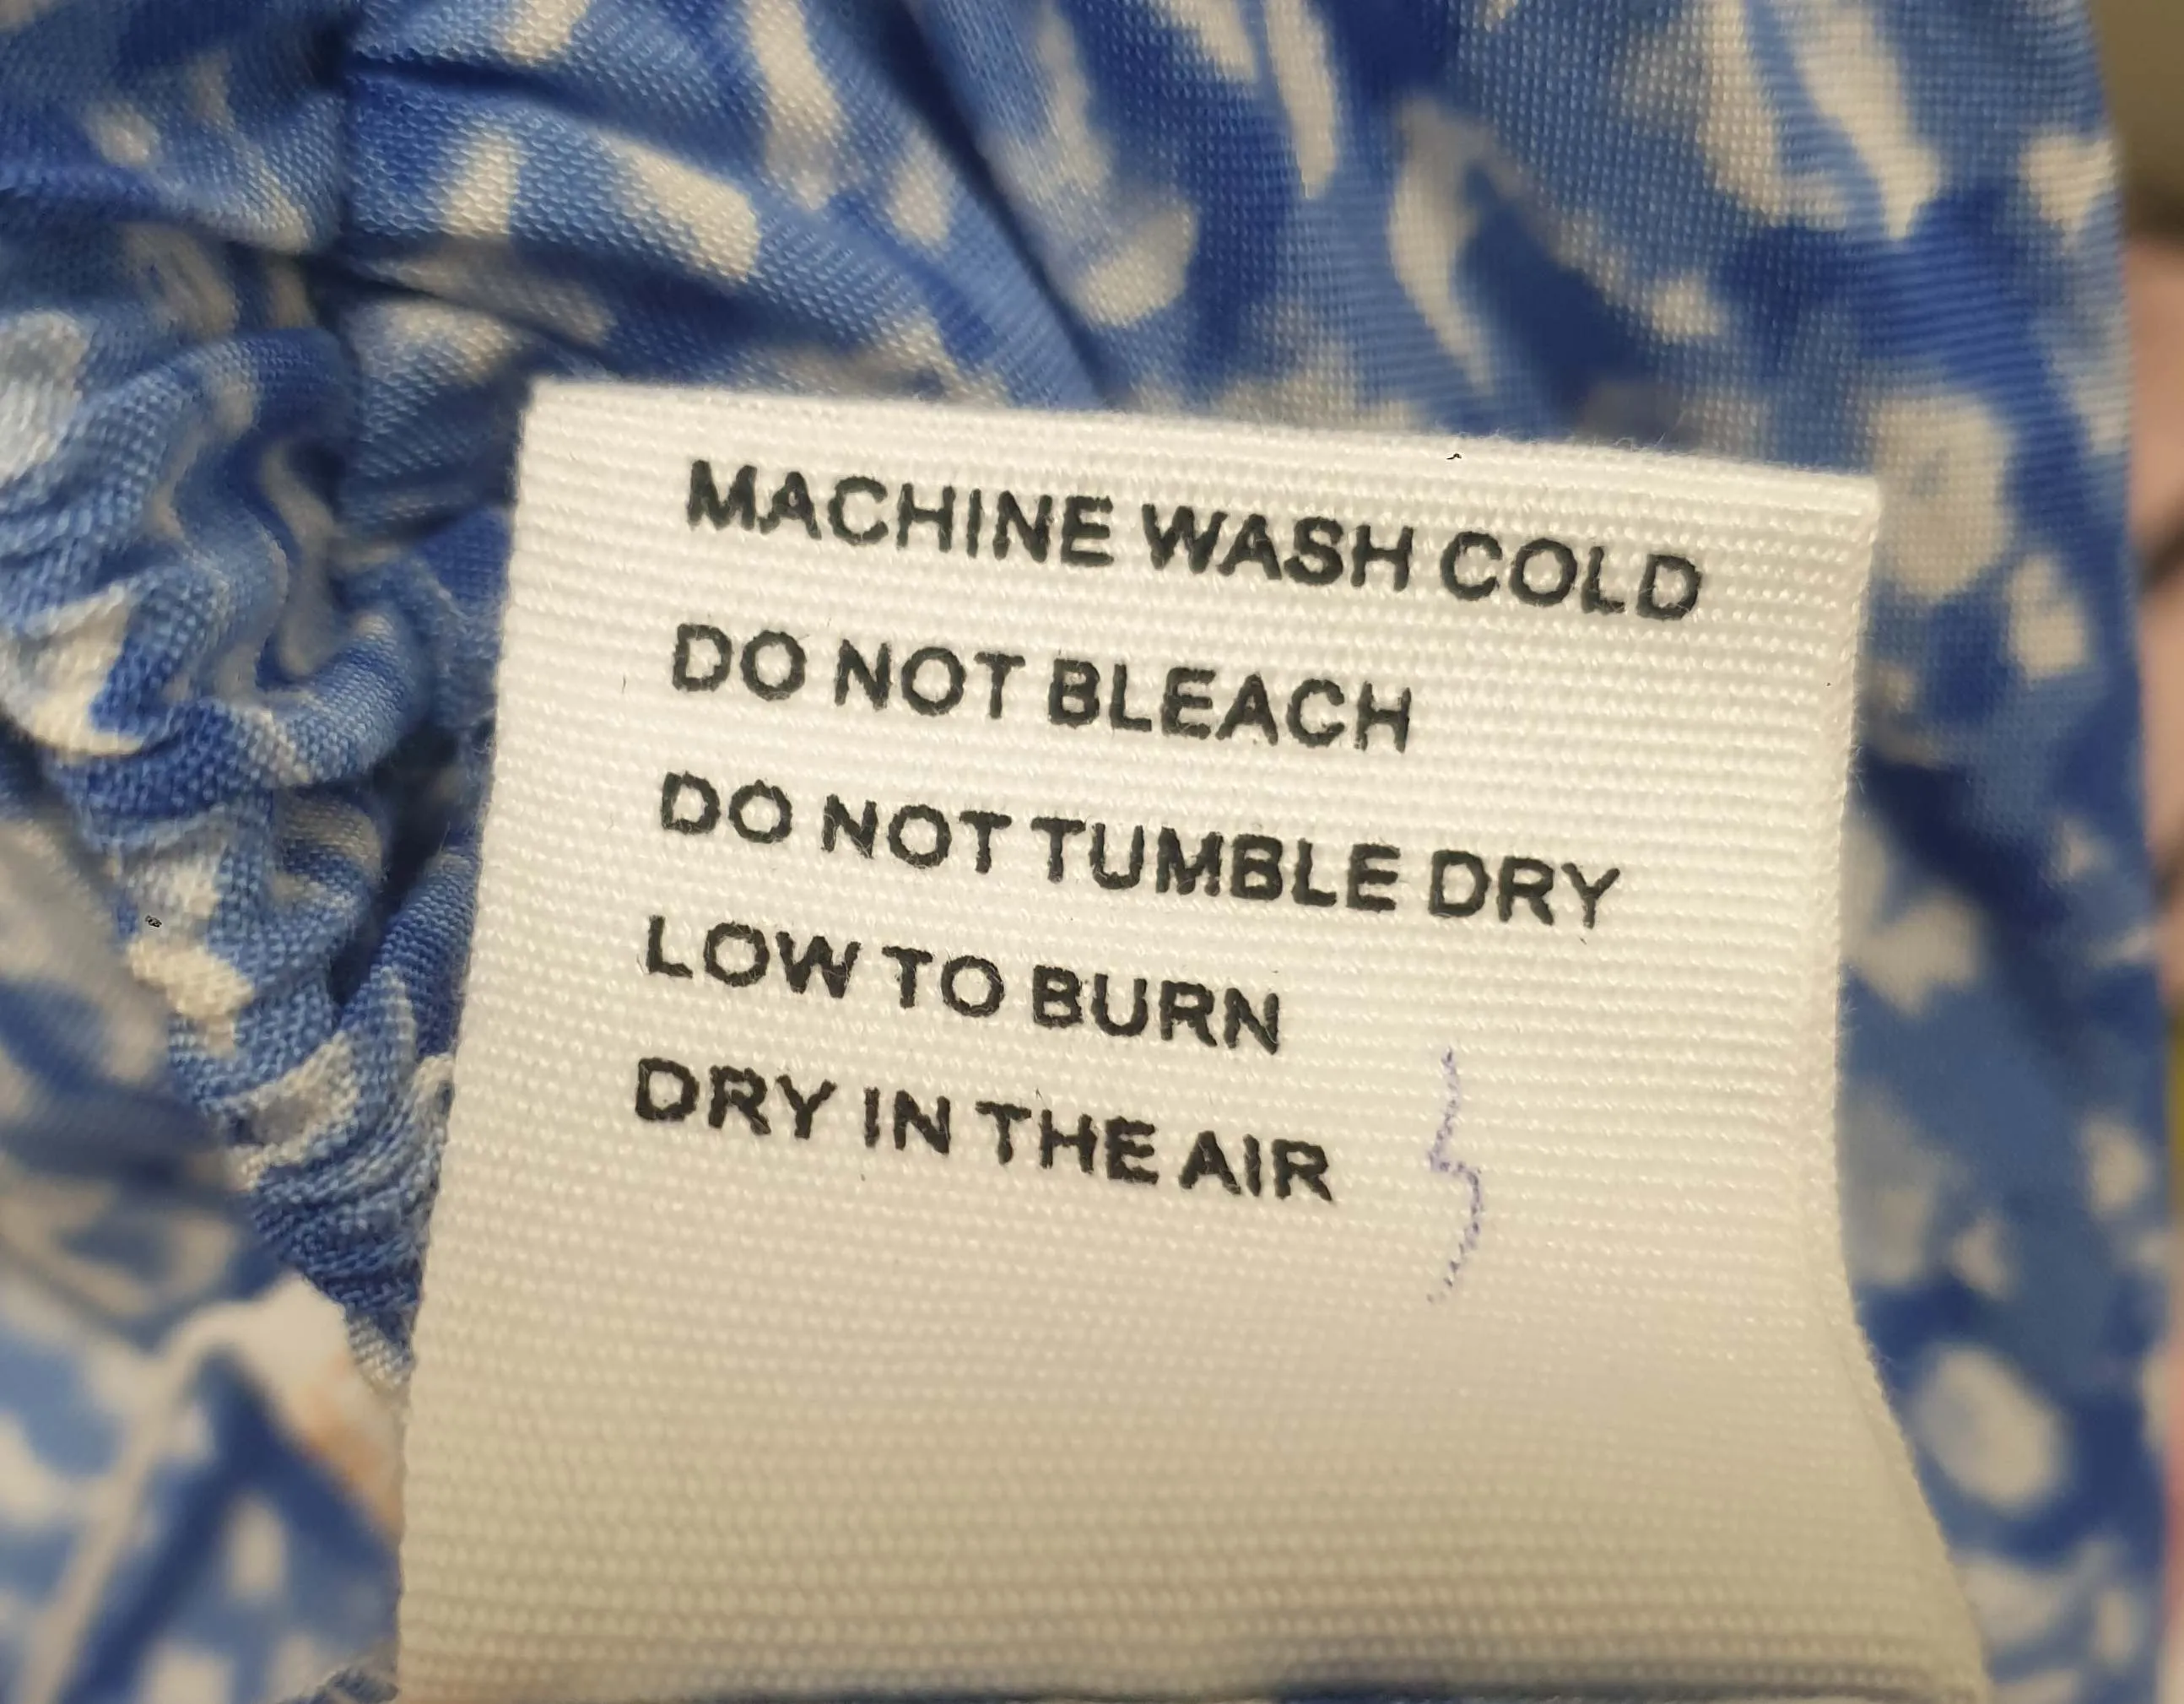 MACHINE WASH COLD
DO NOT BLEACH
DO NOT TUMBLE DRY
LOW TO BURN
DRY IN THE AIR